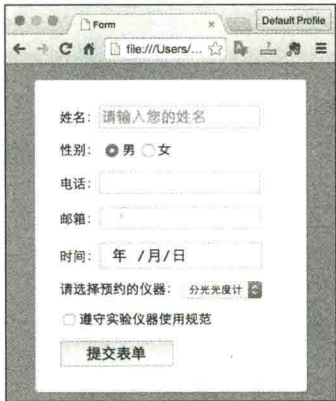 Form
Default Profile
file:///Users/...
姓名：请输入您的姓名
性别： 男 女
电话：
邮箱：
时间： 年 /月/日
请选择预约的仪器： 分光光度计
遵守实验仪器使用规范
提交表单